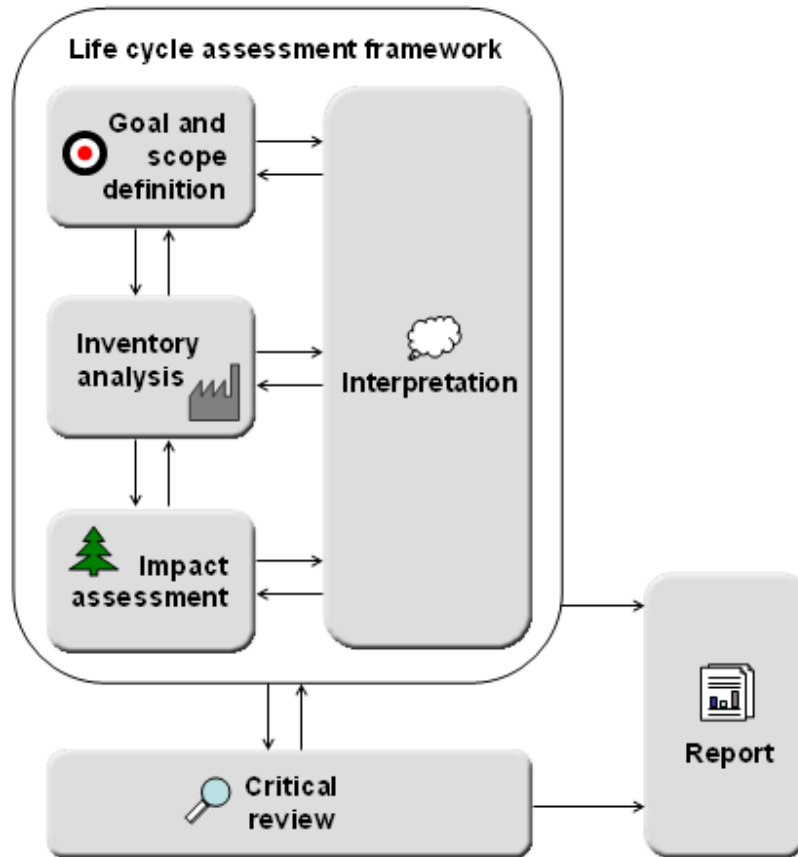 Life cycle assessment framework
Goal and
scope
definition
Inventory
analysis
Interpretation
Impact
assessment
Report
Critical
review